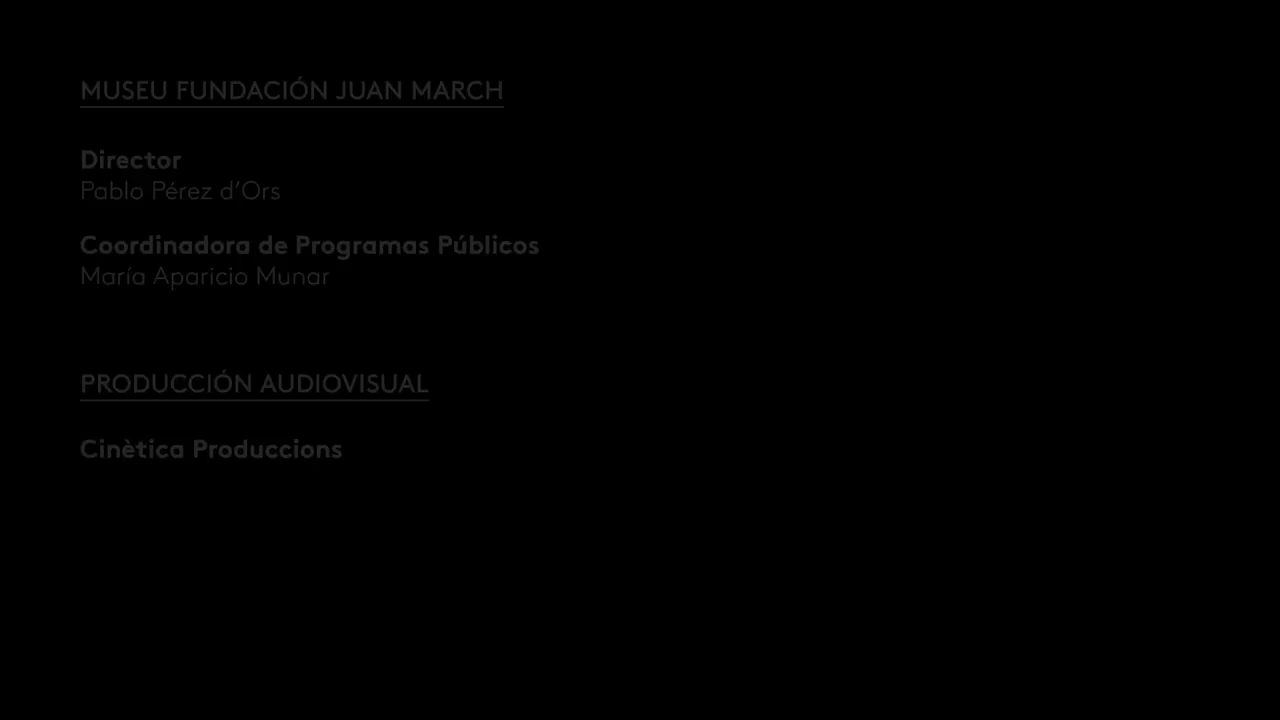 MUSEU FUNDACIÓN JUAN MARCH
Director
Pablo Pérez d’Ors
Coordinadora de Programas Públicos
María Aparicio Munar
PRODUCCIÓN AUDIOVISUAL
Cinètica Produccions